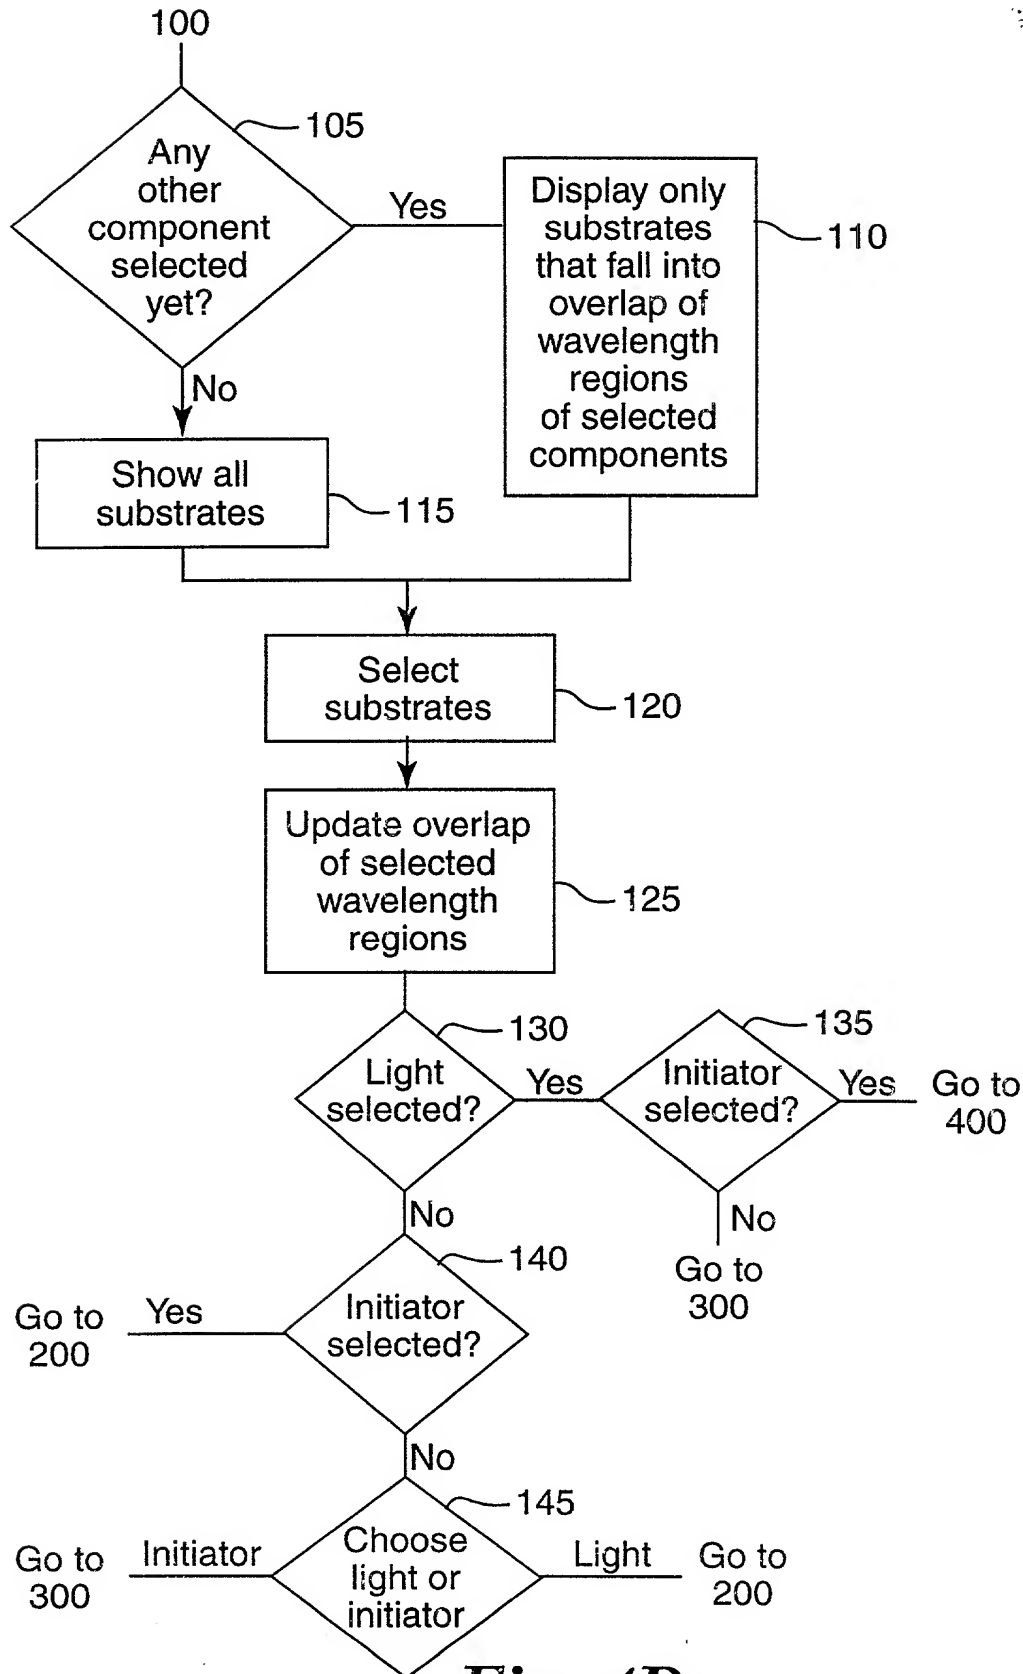 100
105
Any
other
component
selected
yet?
Yes
Display only
substrates
that fall into
overlap of
wavelength
regions
of selected
components
110
No
Show all
substrates
115
Select
substrates
120
Update overlap
of selected
wavelength
regions
125
130
Light
selected?
Yes
135
Initiator
selected?
Yes
Go to
400
No
Go to
300
No
140
Initiator
selected?
Yes
Go to
200
No
145
Choose
light or
initiator
Initiator
Go to
300
Light
Go to
200